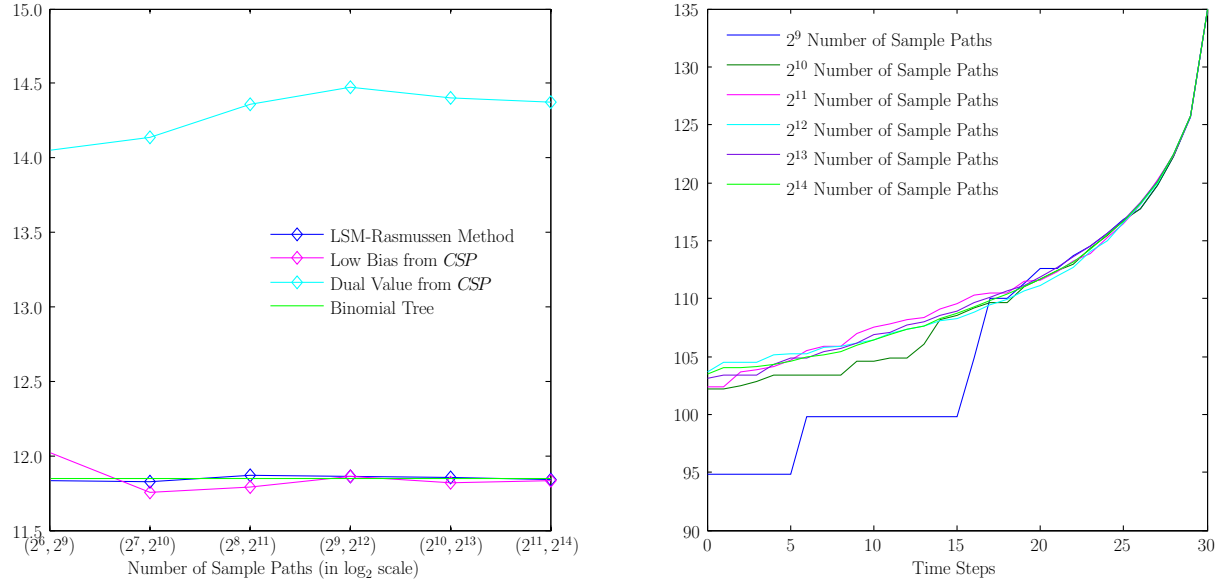 15.0
14.5
14.0
13.5
13.0
12.5
12.0
11.5
LSM-Rasmussen Method
Low Bias from CSP
Dual Value from CSP
Binomial Tree
(2^6, 2^9) (2^7, 2^10) (2^8, 2^11) (2^9, 2^12) (2^10, 2^13) (2^11, 2^14)
Number of Sample Paths (in log_2 scale)
135
130
125
120
115
110
105
100
95
90
2^9 Number of Sample Paths
2^10 Number of Sample Paths
2^11 Number of Sample Paths
2^12 Number of Sample Paths
2^13 Number of Sample Paths
2^14 Number of Sample Paths
0 5 10 15 20 25 30
Time Steps